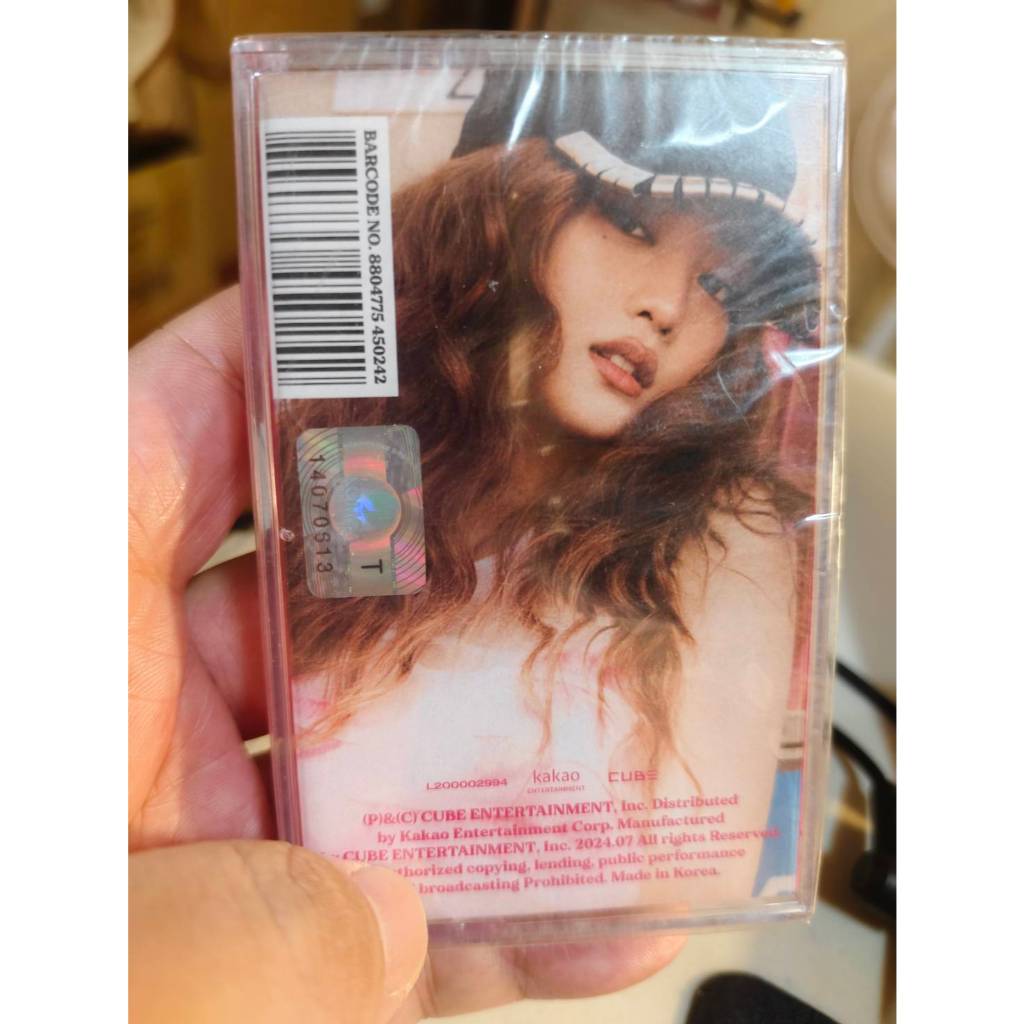 BARCODE NO. 8804775 450242
14070S13
T
L200002994 kakao CUBE
ENTERTAINMENT
(P)&(C) CUBE ENTERTAINMENT, Inc. Distributed
by Kakao Entertainment Corp. Manufactured
CUBE ENTERTAINMENT, Inc. 2024.07 All rights Reserved
copying, lending, public performance
broadcasting Prohibited. Made in Korea.